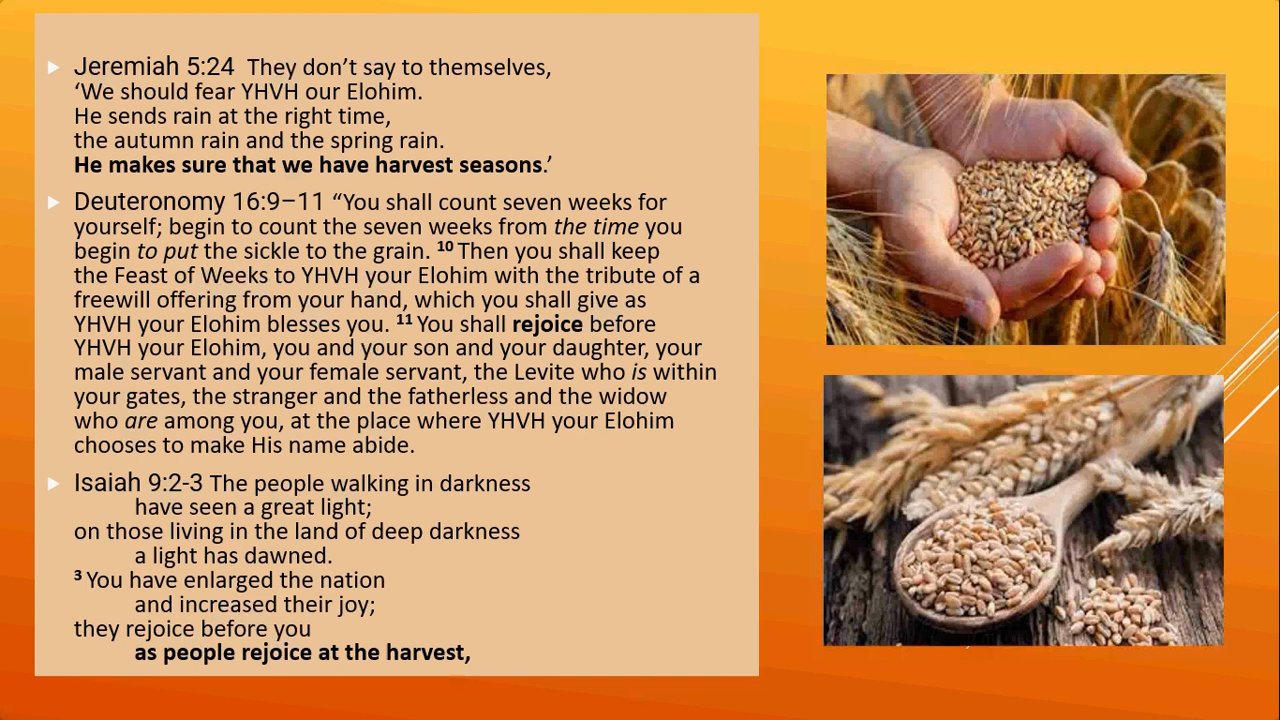 Jeremiah 5:24 They don’t say to themselves,
‘We should fear YHVH our Elohim.
He sends rain at the right time,
the autumn rain and the spring rain.
He makes sure that we have harvest seasons.’
Deuteronomy 16:9–11 “You shall count seven weeks for
yourself; begin to count the seven weeks from the time you
begin to put the sickle to the grain. 10 Then you shall keep
the Feast of Weeks to YHVH your Elohim with the tribute of a
freewill offering from your hand, which you shall give as
YHVH your Elohim blesses you. 11 You shall rejoice before
YHVH your Elohim, you and your son and your daughter, your
male servant and your female servant, the Levite who is within
your gates, the stranger and the fatherless and the widow
who are among you, at the place where YHVH your Elohim
chooses to make His name abide.
Isaiah 9:2-3 The people walking in darkness
have seen a great light;
on those living in the land of deep darkness
a light has dawned.
3 You have enlarged the nation
and increased their joy;
they rejoice before you
as people rejoice at the harvest,